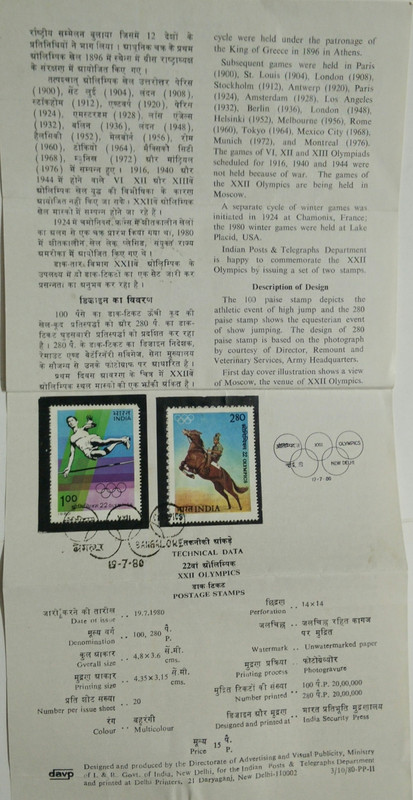 राष्ट्रीय सम्मेलन बुलाया जिसमें 12 देशों के
प्रतिनिधियों ने भाग लिया। आधुनिक चक्र के प्रथम
ओलिम्पिक खेल 1896 में एथेन्स में ग्रीस राष्ट्राध्यक्ष
के संरक्षण में आयोजित किए गए।
तत्पश्चात् ओलिम्पिक खेल उत्तरोत्तर पेरिस
(1900), सेंट लुई (1904), लंदन (1908),
स्टॉकहोम (1912), एण्टवर्प (1920), पेरिस
(1924), एमस्टरडम (1928), लॉस एंजेल्स
(1932), बर्लिन (1936), लंदन (1948),
हैलसिंकी (1952), मेलबोर्न (1956), रोम
(1960), टोकियो (1964), मैक्सिको सिटी
(1968), म्यूनिस (1972) और मांट्रियल
(1976) में सम्पन्न हुए। 1916, 1940 और
1944 में होने वाले VI XII और XIIIवें
ओलिम्पिक खेल युद्ध की विभीषिका के कारण
आयोजित नहीं किए जा सके। XXIIवें ओलिम्पिक
खेल मास्को में सम्पन्न होने जा रहे हैं।
1924 में चमोनिक्स, फ्रांस में शीतकालीन खेलों
का अलग से एक चक्र प्रारंभ किया गया था, 1980
में शीतकालीन खेल लेक प्लेसिड, संयुक्त राज्य
अमरीका में आयोजित किए गए थे।
डाक-तार विभाग XXIIवें ओलिम्पिक के
उपलक्ष्य में दो डाक-टिकटों का एक सेट जारी कर
प्रसन्नता का अनुभव कर रहा है।
डिजाइन का विवरण
100 पैसे का डाक-टिकट ऊँची कूद की
खेल-कूद प्रतिस्पर्धा को और 280 पै. का डाक-
टिकट घुड़सवारी प्रतिस्पर्धा को प्रदर्शित कर रहा
है। 280 पै. के डाक-टिकट का डिजाइन निदेशक,
रेमाउंट एण्ड वेटेरिनेरी सर्विसेज, सेना मुख्यालय
के सौजन्य से उनके फोटोग्राफ पर आधारित है।
प्रथम दिवस आवरण के चित्र में XXIIवें
ओलिम्पिक स्थल मास्को की एक झाँकी अंकित है।
cycle were held under the patronage of
the King of Greece in 1896 in Athens.
Subsequent games were held in Paris
(1900), St. Louis (1904), London (1908),
Stockholm (1912), Antwerp (1920), Paris
(1924), Amsterdam (1928), Los Angeles
(1932), Berlin (1936), London (1948),
Helsinki (1952), Melbourne (1956), Rome
(1960), Tokyo (1964), Mexico City (1968),
Munich (1972), and Montreal (1976).
The games of VI, XII and XIII Olympiads
scheduled for 1916, 1940 and 1944 were
not held because of war. The games of
the XXII Olympics are being held in
Moscow.
A separate cycle of winter games was
initiated in 1924 at Chamonix, France;
the 1980 winter games were held at Lake
Placid, USA.
Indian Posts & Telegraphs Department
is happy to commemorate the XXII
Olympics by issuing a set of two stamps.
Description of Design
The 100 paise stamp depicts the
athletic event of high jump and the 280
paise stamp shows the equestrian event
of show jumping. The design of 280
paise stamp is based on the photograph
by courtesy of Director, Remount and
Veterinary Services, Army Headquarters.
First day cover illustration shows a view
of Moscow, the venue of XXII Olympics.
भारत
INDIA
1.00
22 OLYMPICS
2.80
XXII OLYMPICS
भारत INDIA
XXII OLYMPICS
नई दिल्ली NEW DELHI
19-7-80
XXII
बंगलूर BANGALORE
19-7-80
तकनीकी आंकड़े
TECHNICAL DATA
22वां ओलिम्पिक
XXII OLYMPICS
डाक टिकट
POSTAGE STAMPS
जारी करने की तारीख
Date of issue .. 19.7.1980
मूल्य वर्ग
Denomination .. 100, 280 पै. P.
कुल आकार
Overall size .. 4.8×3.6 सें.मी. cms.
मुद्रण आकार
Printing size .. 4.35×3.15 सें.मी. cms.
प्रति शीट संख्या
Number per issue sheet .. 20
रंग बहुरंगी
Colour .. Multicolour
छिद्रण
Perforation .. 14×14
जलचिह्न .. जलचिह्न रहित कागज
पर मुद्रित
Watermark .. Unwatermarked paper
मुद्रण प्रक्रिया फोटोग्रेव्योर
Printing process .. Photogravure
मुद्रित टिकटों की संख्या 100 पै.P. 20,00,000
Number printed .. 280 पै.P. 20,00,000
डिजाइन और मुद्रण .. भारत प्रतिभूति मुद्रणालय
Designed and printed at .. India Security Press
मूल्य
Price 15 पै. P.
davp
Designed and produced by the Directorate of Advertising and Visual Publicity, Ministry
of I. & B. Govt. of India, New Delhi, for the Indian Posts & Telegraphs Department
and printed at Delhi Printers, 21 Daryaganj, New Delhi-110002 3/10/80-PP-II